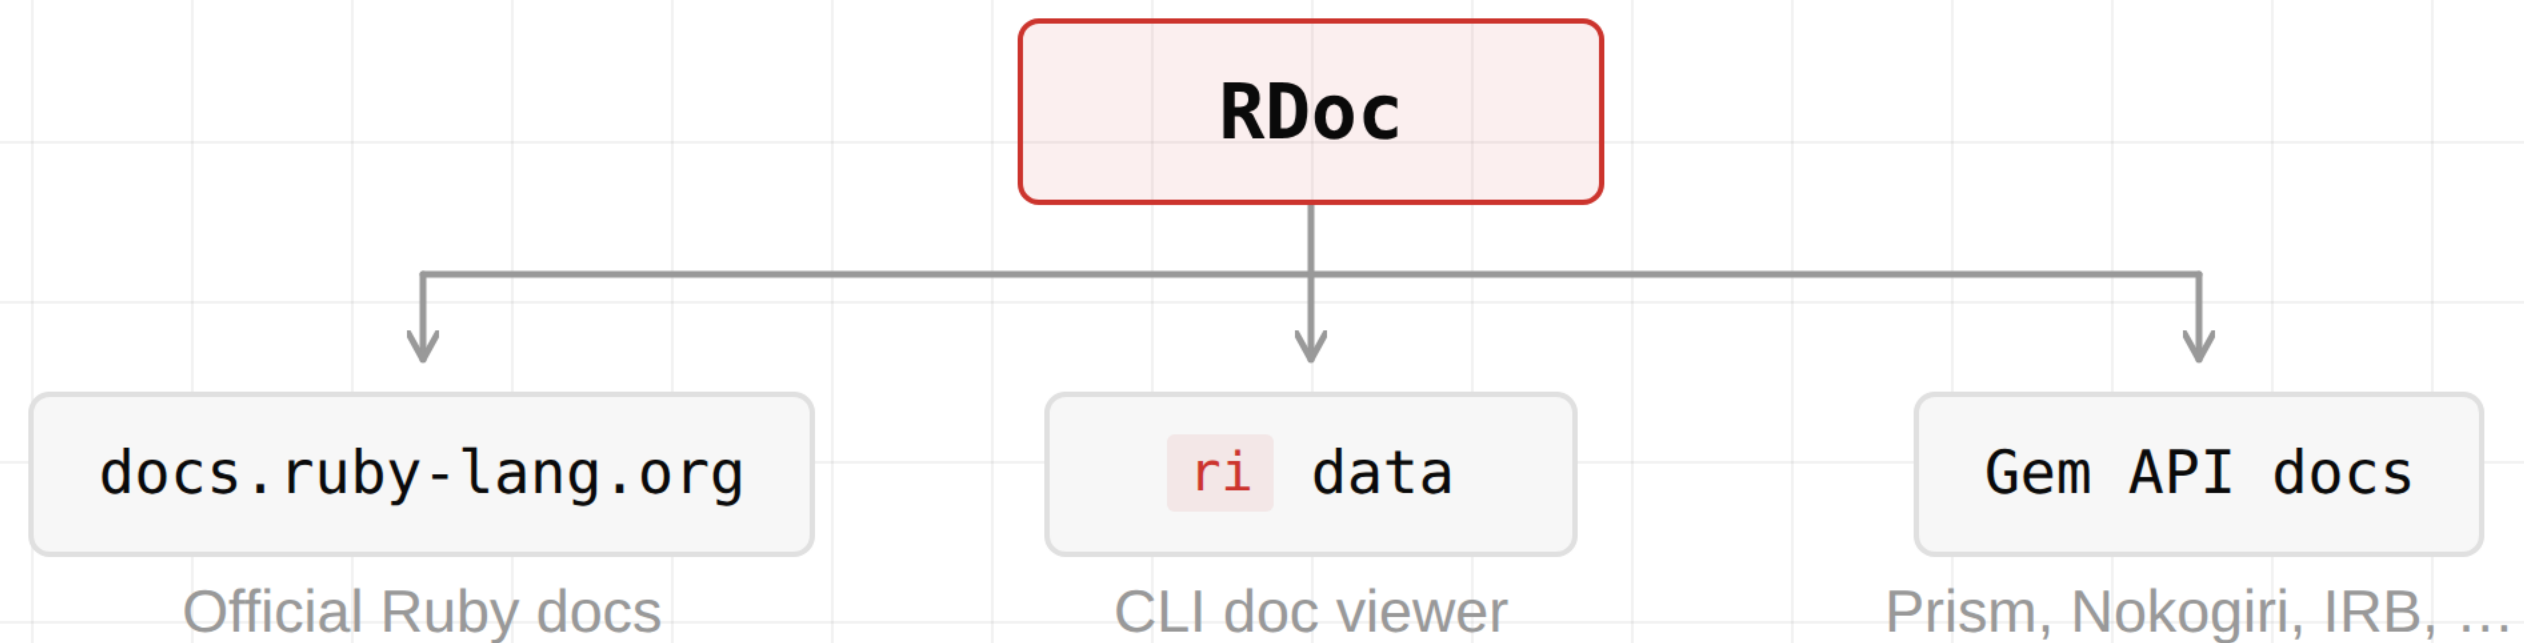 RDoc
docs.ruby-lang.org
ri data
Gem API docs
Official Ruby docs
CLI doc viewer
Prism, Nokogiri, IRB, ...